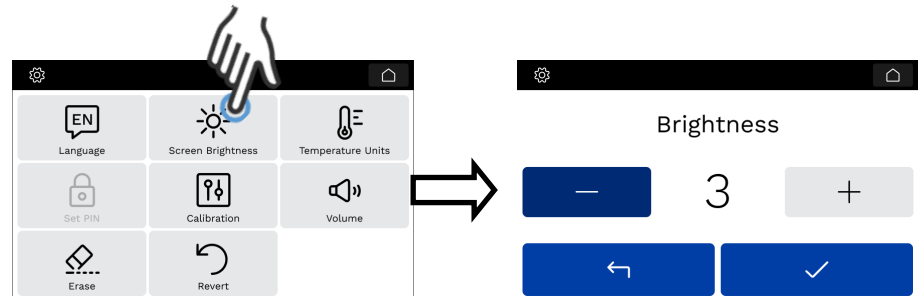 EN
Language
Screen Brightness
Temperature Units
Set PIN
Calibration
Volume
Erase
Revert
Brightness
3